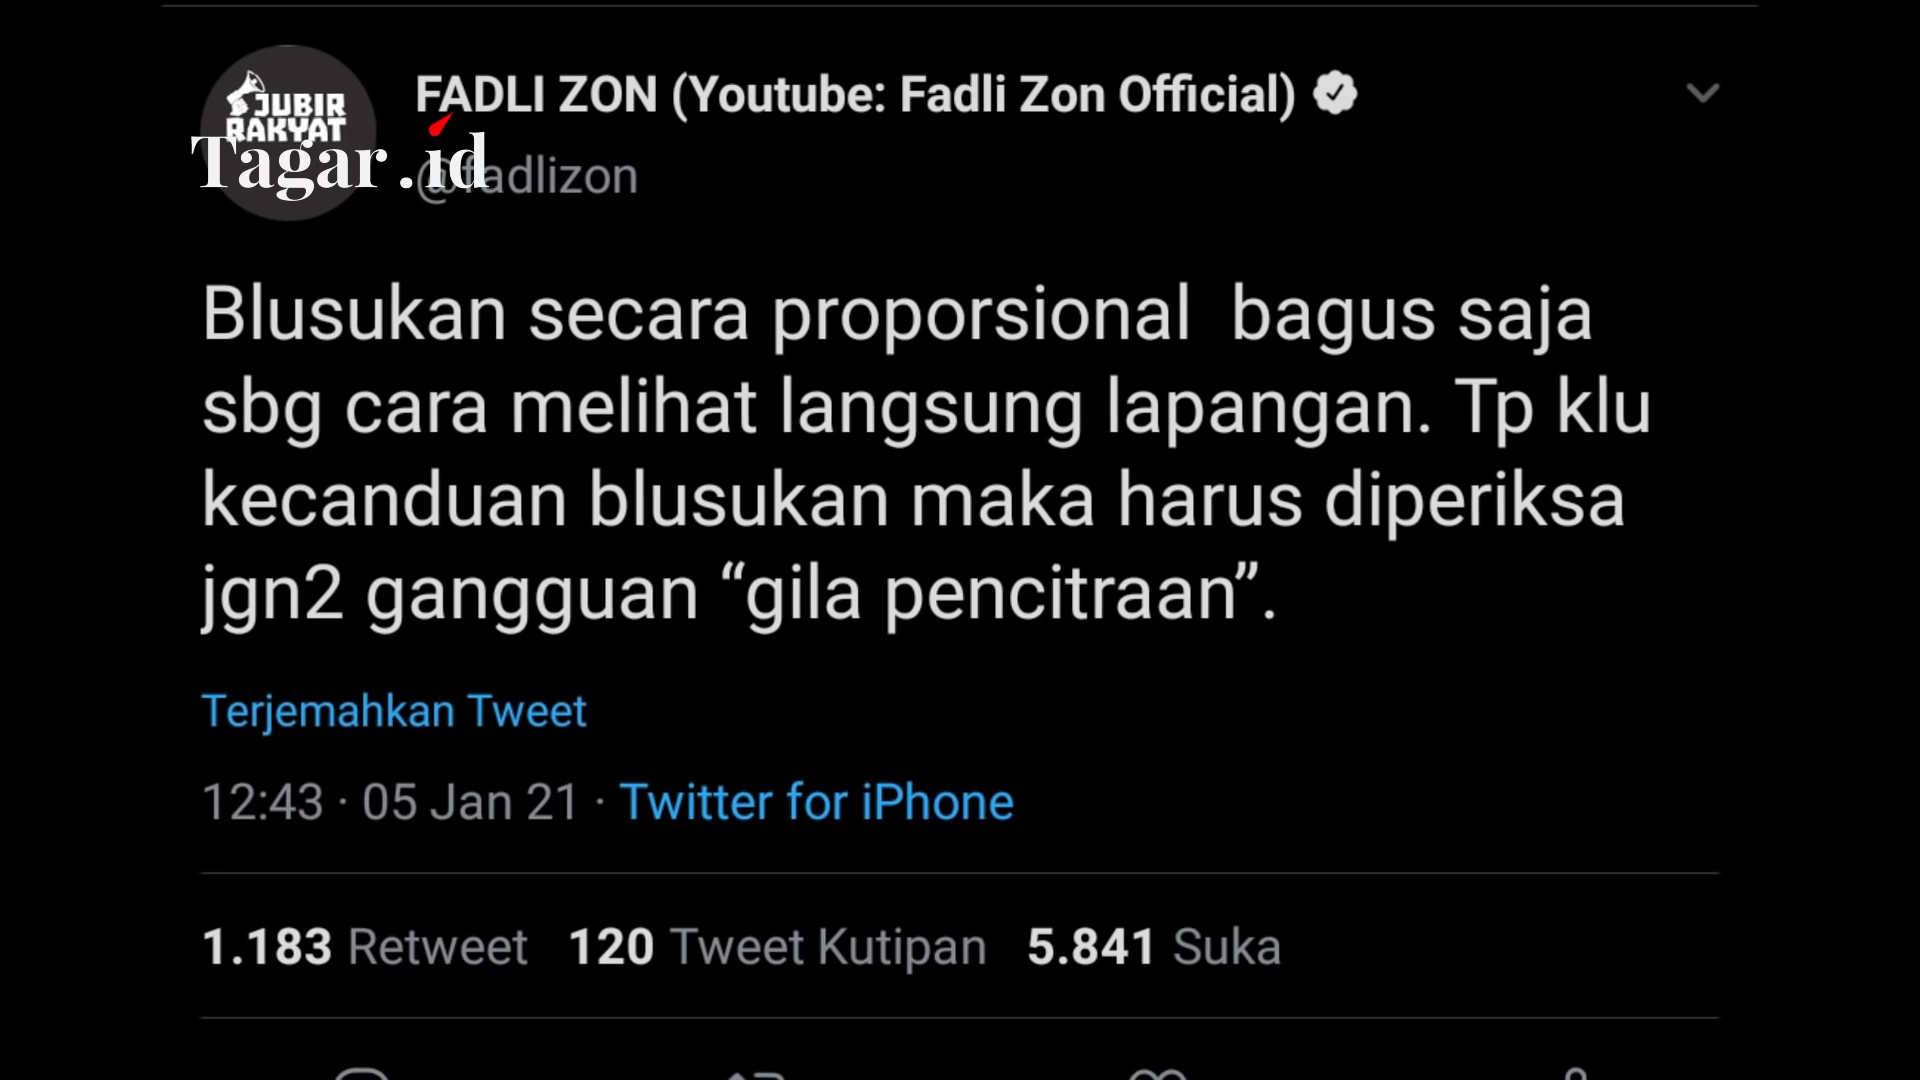 JUBIR
RAKYAT
FADLI ZON (Youtube: Fadli Zon Official)
Tagar.id
@fadlizon
Blusukan secara proporsional bagus saja
sbg cara melihat langsung lapangan. Tp klu
kecanduan blusukan maka harus diperiksa
jgn2 gangguan “gila pencitraan”.
Terjemahkan Tweet
12:43 · 05 Jan 21 · Twitter for iPhone
1.183 Retweet 120 Tweet Kutipan 5.841 Suka